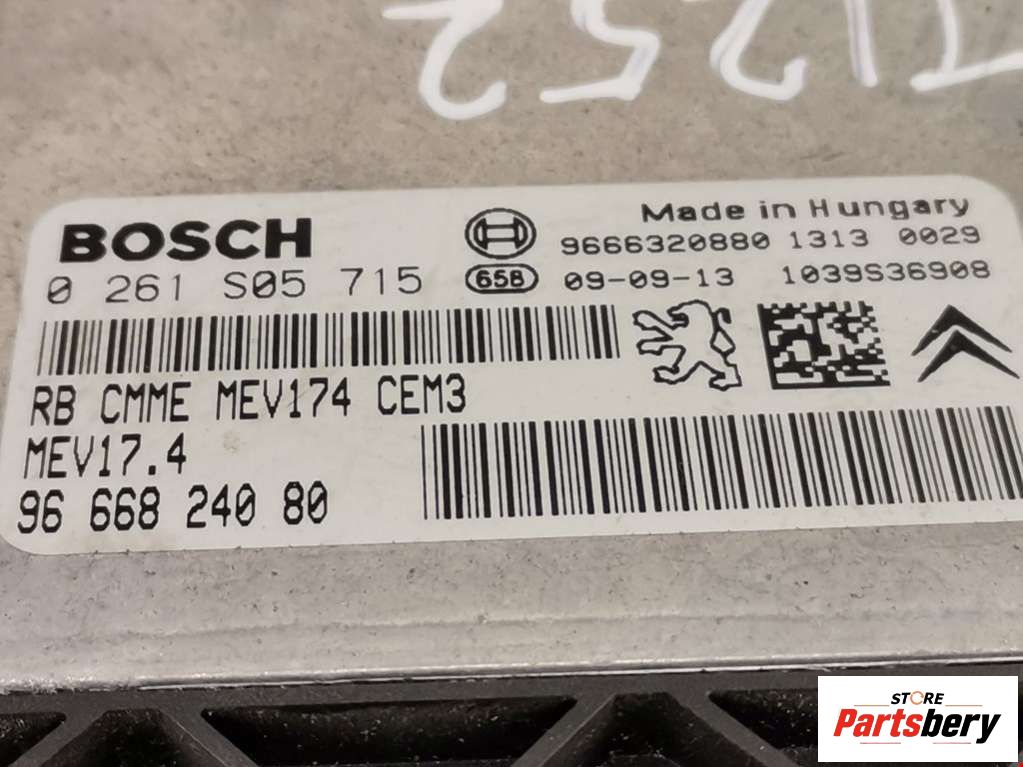 TI252
BOSCH
Made in Hungary
9666320880 1313 0029
0 261 S05 715
658
09-09-13 1039S36908
RB CMME MEV174 CEM3
MEV17.4
96 668 240 80
STORE
Partsbery